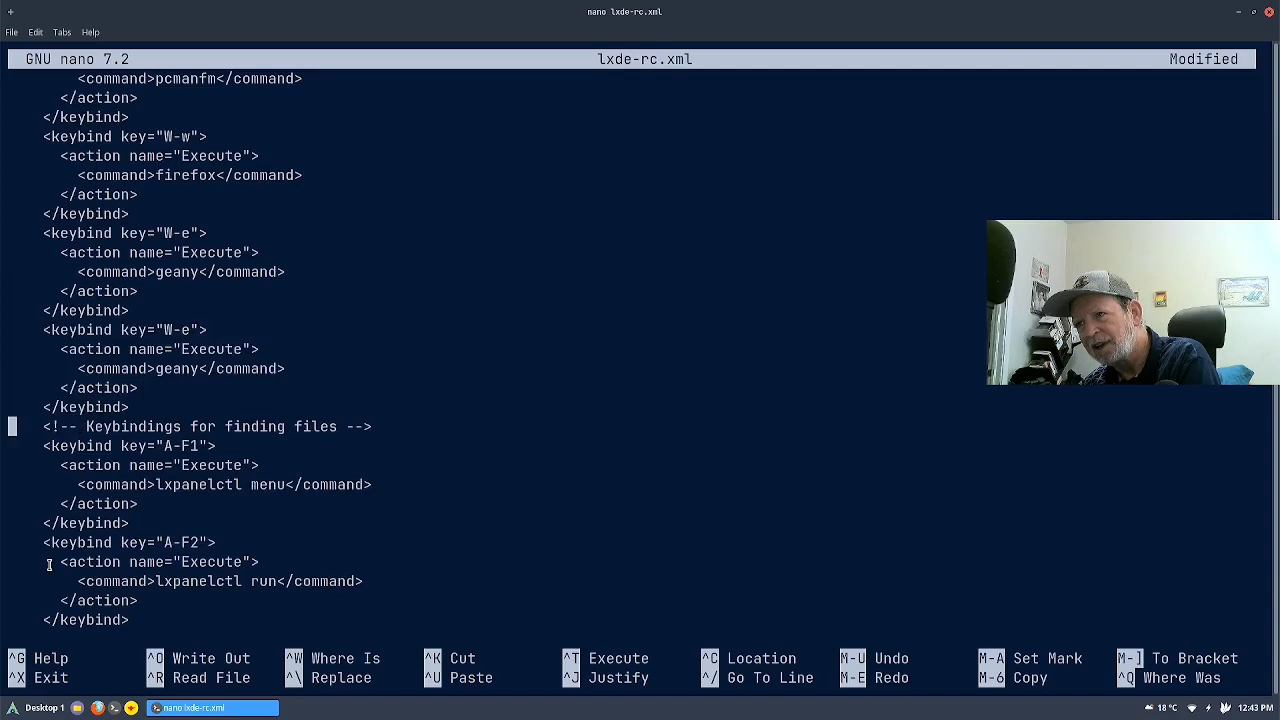 nano lxde-rc.xml
File Edit Tabs Help
GNU nano 7.2 lxde-rc.xml Modified
<command>pcmanfm</command>
</action>
</keybind>
<keybind key="W-w">
<action name="Execute">
<command>firefox</command>
</action>
</keybind>
<keybind key="W-e">
<action name="Execute">
<command>geany</command>
</action>
</keybind>
<keybind key="W-e">
<action name="Execute">
<command>geany</command>
</action>
</keybind>
<!-- Keybindings for finding files -->
<keybind key="A-F1">
<action name="Execute">
<command>lxpanelctl menu</command>
</action>
</keybind>
<keybind key="A-F2">
<action name="Execute">
<command>lxpanelctl run</command>
</action>
</keybind>
^G Help ^O Write Out ^W Where Is ^K Cut ^T Execute ^C Location M-U Undo M-A Set Mark M-] To Bracket
^X Exit ^R Read File ^\ Replace ^U Paste ^J Justify ^/ Go To Line M-E Redo M-6 Copy ^Q Where Was
Desktop 1 nano lxde-rc.xml 18 °C 12:43 PM